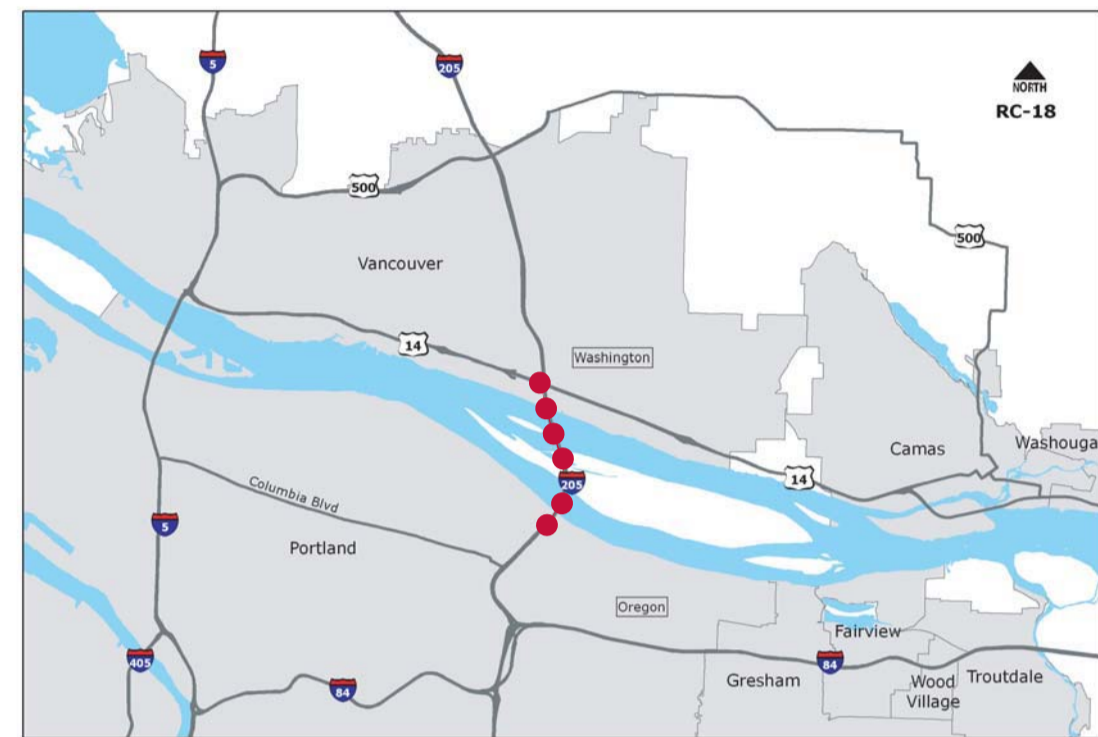 5
205
NORTH
RC-18
500
500
Vancouver
14
Washington
Camas
Washouga
14
205
Columbia Blvd
5
Portland
Oregon
Fairview
405
84
84
Gresham
Wood
Village
Troutdale